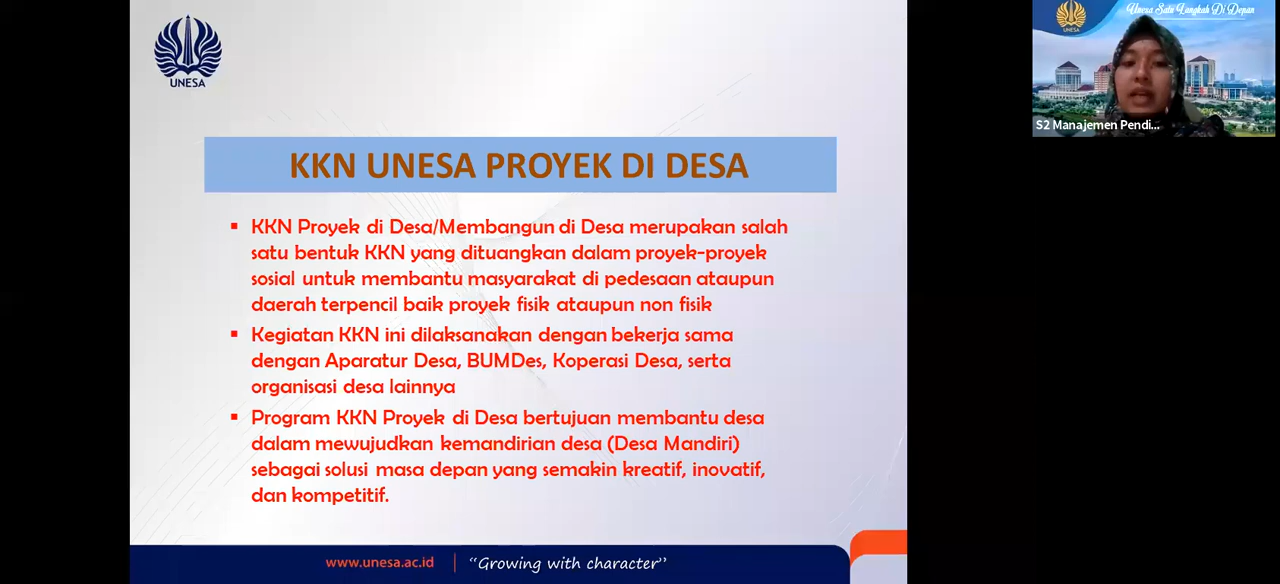 UNESA
KKN UNESA PROYEK DI DESA
▪ KKN Proyek di Desa/Membangun di Desa merupakan salah
satu bentuk KKN yang dituangkan dalam proyek-proyek
sosial untuk membantu masyarakat di pedesaan ataupun
daerah terpencil baik proyek fisik ataupun non fisik
▪ Kegiatan KKN ini dilaksanakan dengan bekerja sama
dengan Aparatur Desa, BUMDes, Koperasi Desa, serta
organisasi desa lainnya
▪ Program KKN Proyek di Desa bertujuan membantu desa
dalam mewujudkan kemandirian desa (Desa Mandiri)
sebagai solusi masa depan yang semakin kreatif, inovatif,
dan kompetitif.
www.unesa.ac.id
"Growing with character"
Unesa Satu Langkah Di Depan
UNESA
S2 Manajemen Pendi...